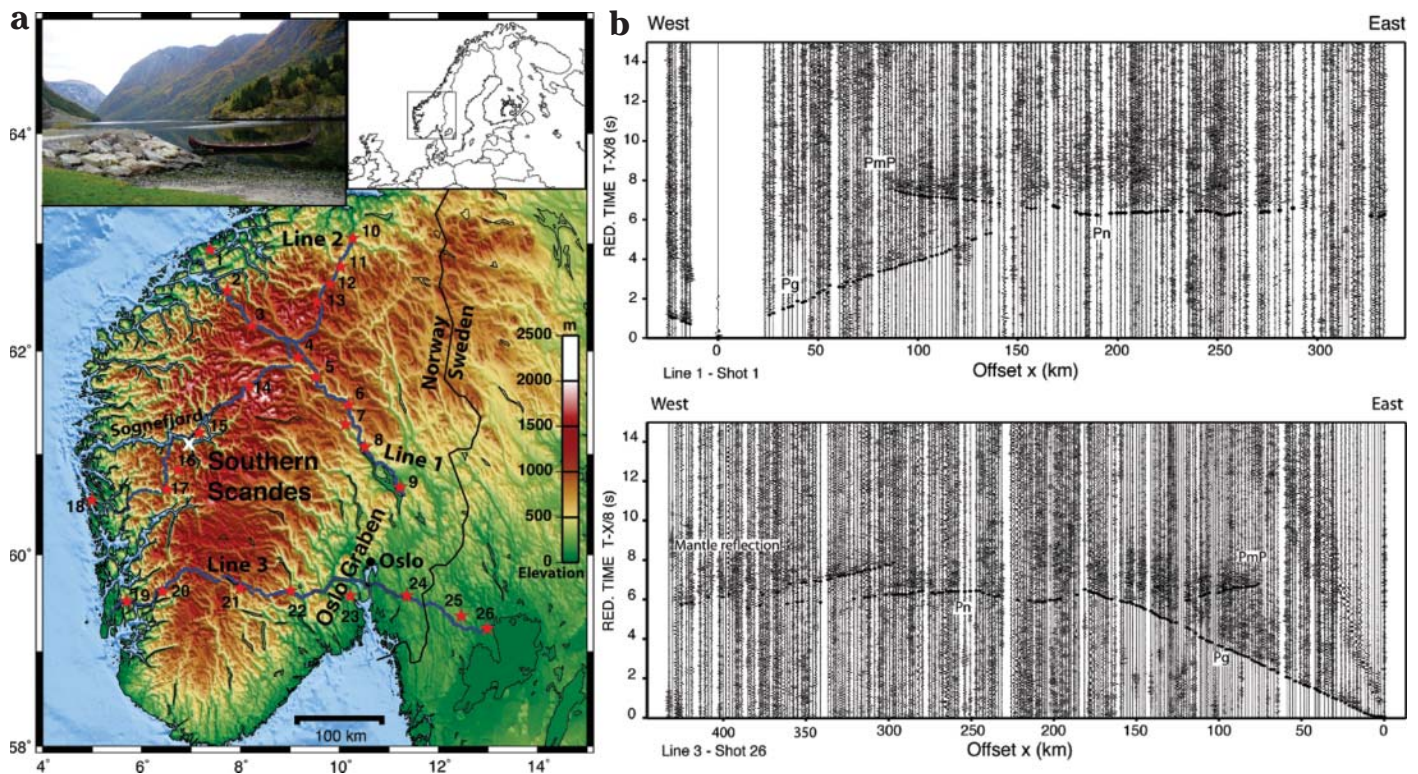 a
64°
62°
60°
58°
4°
6°
8°
10°
12°
14°
Line 2
10
11
12
13
1
2
3
4
5
6
7
8
9
14
15
16
17
18
Line 1
Sognefjord
Southern
Scandes
Norway
Sweden
2500
m
2000
1500
1000
500
0
Elevation
Oslo Graben
Oslo
Line 3
19
20
21
22
23
24
25
26
100 km
b
West East
RED. TIME T-X/8 (s)
14
12
10
8
6
4
2
0
PmP
Pn
Pg
0 50 100 150 200 250 300
Line 1 - Shot 1
Offset x (km)
West East
RED. TIME T-X/8 (s)
14
12
10
8
6
4
2
0
Mantle reflection
PmP
Pn
Pg
400 350 300 250 200 150 100 50 0
Line 3 - Shot 26
Offset x (km)